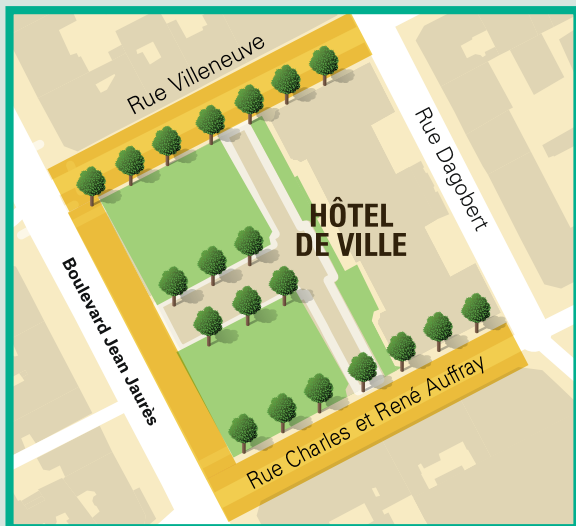 Rue Villeneuve
Rue Dagobert
HÔTEL
DE VILLE
Boulevard Jean Jaurès
Rue Charles et René Auffray